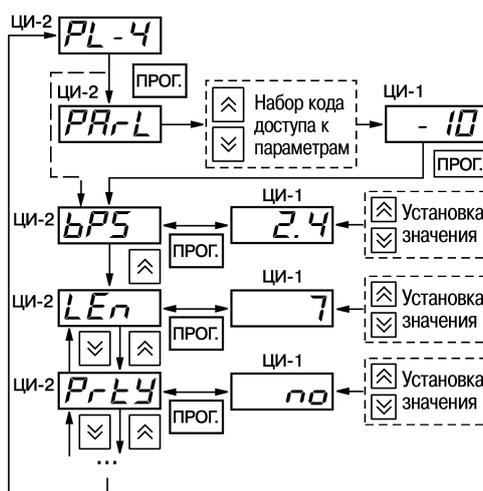 ЦИ-2 PL-4
ПРОГ.
ЦИ-2
PArL
Набор кода
доступа к
параметрам
ЦИ-1
- 10
ПРОГ.
ЦИ-2 bPS
ЦИ-1
2.4
Установка
значения
ПРОГ.
ЦИ-2 LEn
ЦИ-1
7
Установка
значения
ПРОГ.
ЦИ-2 PrtY
ЦИ-1
no
Установка
значения
ПРОГ.
...